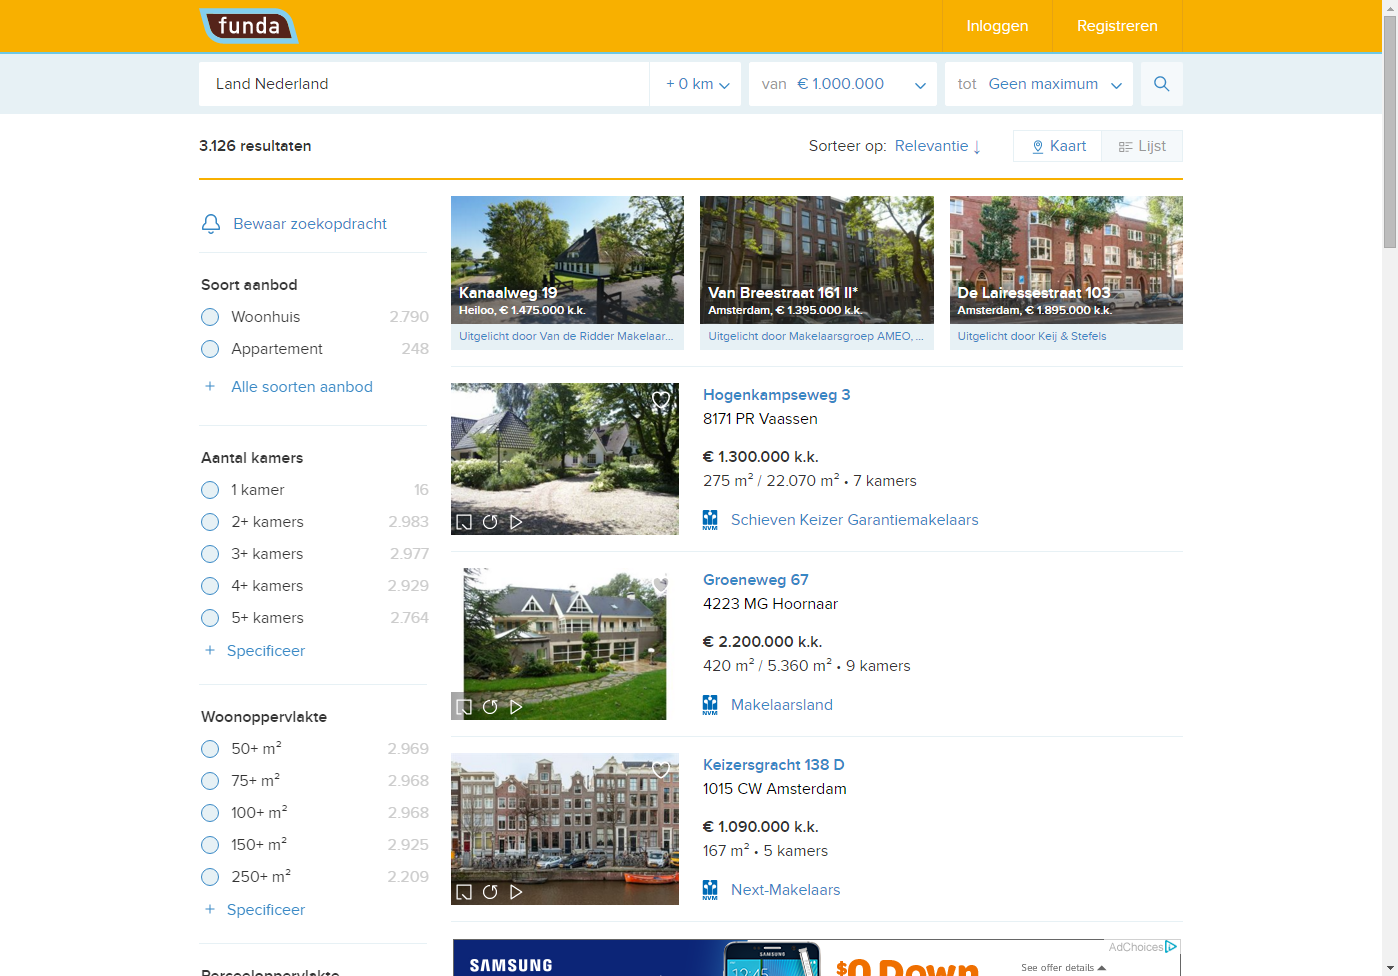 funda
Inloggen
Registreren
Land Nederland
+ 0 km
van € 1.000.000
tot Geen maximum
3.126 resultaten
Sorteer op: Relevantie
Kaart
Lijst
Bewaar zoekopdracht
Soort aanbod
Woonhuis 2.790
Appartement 248
+ Alle soorten aanbod
Aantal kamers
1 kamer 16
2+ kamers 2.983
3+ kamers 2.977
4+ kamers 2.929
5+ kamers 2.764
+ Specificeer
Woonoppervlakte
50+ m² 2.969
75+ m² 2.968
100+ m² 2.968
150+ m² 2.925
250+ m² 2.209
+ Specificeer
Perceeloppervlakte
Kanaalweg 19
Heiloo, € 1.475.000 k.k.
Uitgelicht door Van de Ridder Makelaar...
Van Breestraat 161 II*
Amsterdam, € 1.395.000 k.k.
Uitgelicht door Makelaarsgroep AMEO, ...
De Lairessestraat 103
Amsterdam, € 1.895.000 k.k.
Uitgelicht door Keij & Stefels
Hogenkampseweg 3
8171 PR Vaassen
€ 1.300.000 k.k.
275 m² / 22.070 m² • 7 kamers
NVM Schieven Keizer Garantiemakelaars
Groeneweg 67
4223 MG Hoornaar
€ 2.200.000 k.k.
420 m² / 5.360 m² • 9 kamers
NVM Makelaarsland
Keizersgracht 138 D
1015 CW Amsterdam
€ 1.090.000 k.k.
167 m² • 5 kamers
NVM Next-Makelaars
AdChoices
SAMSUNG
SAMSUNG
12:45
$0 Down
See offer details